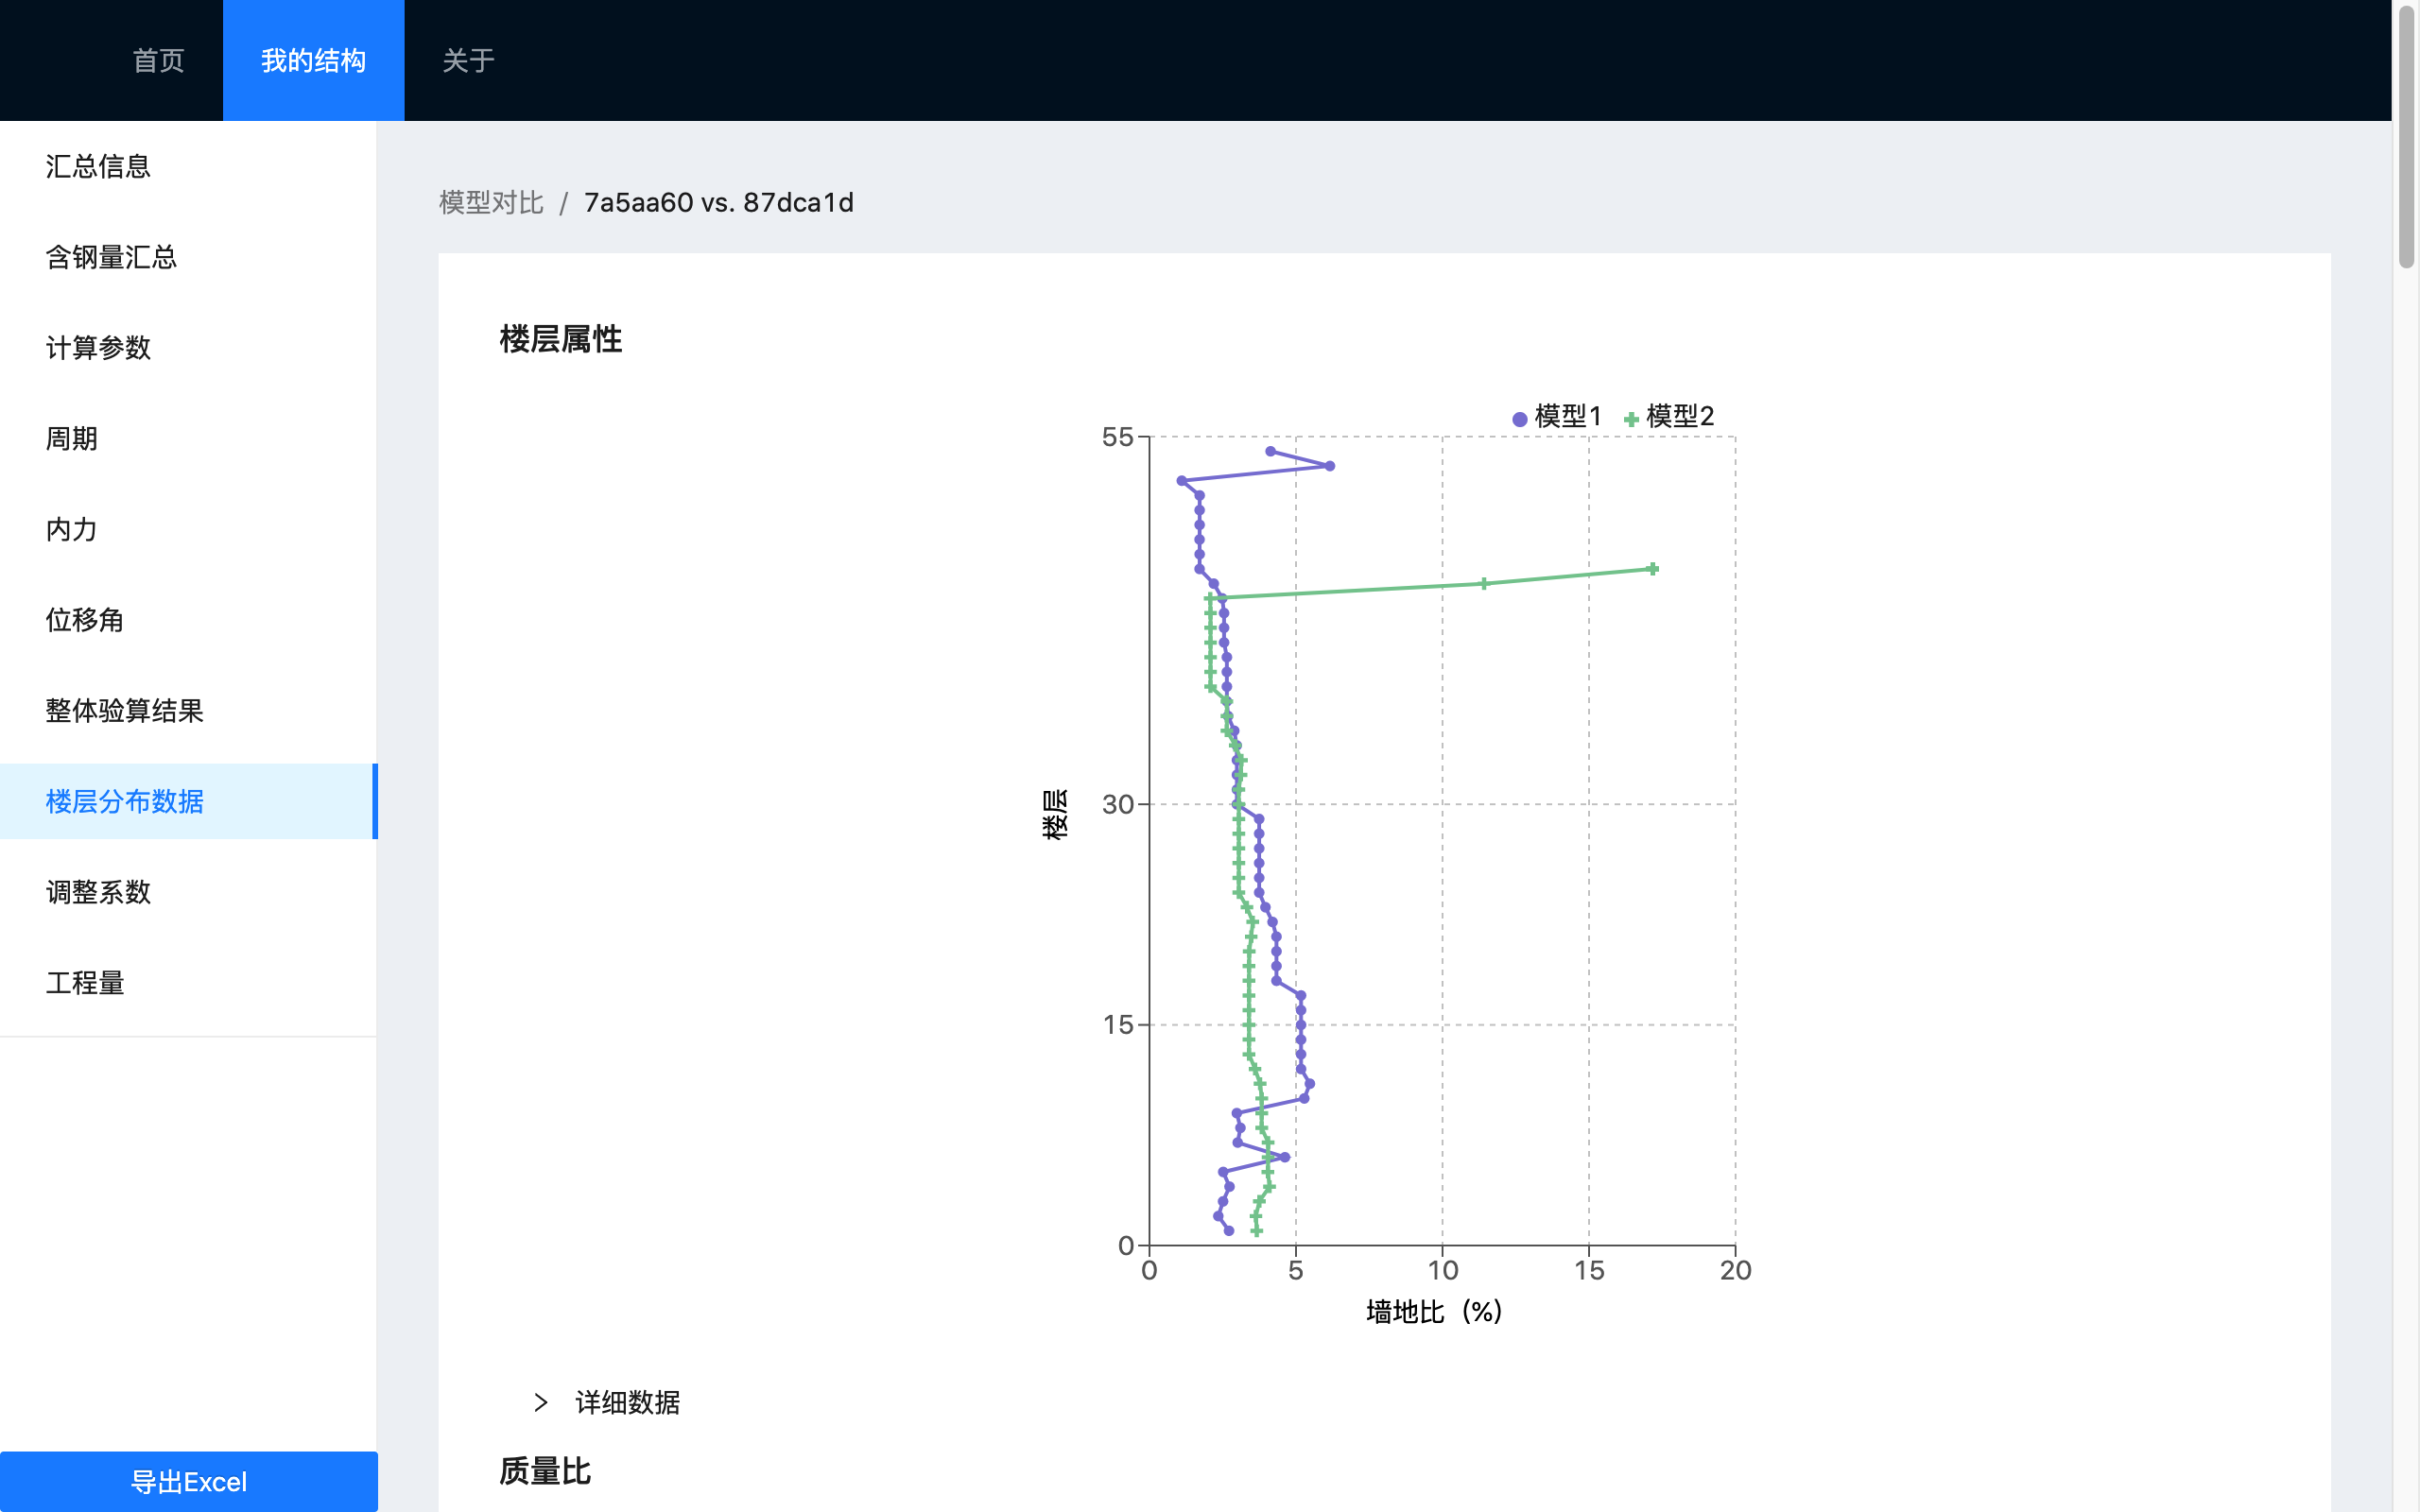 首页 我的结构 关于
汇总信息
含钢量汇总
计算参数
周期
内力
位移角
整体验算结果
楼层分布数据
调整系数
工程量
导出Excel
模型对比 / 7a5aa60 vs. 87dca1d
楼层属性
模型1 模型2
55
30
15
0
楼层
0 5 10 15 20
墙地比（%）
详细数据
质量比